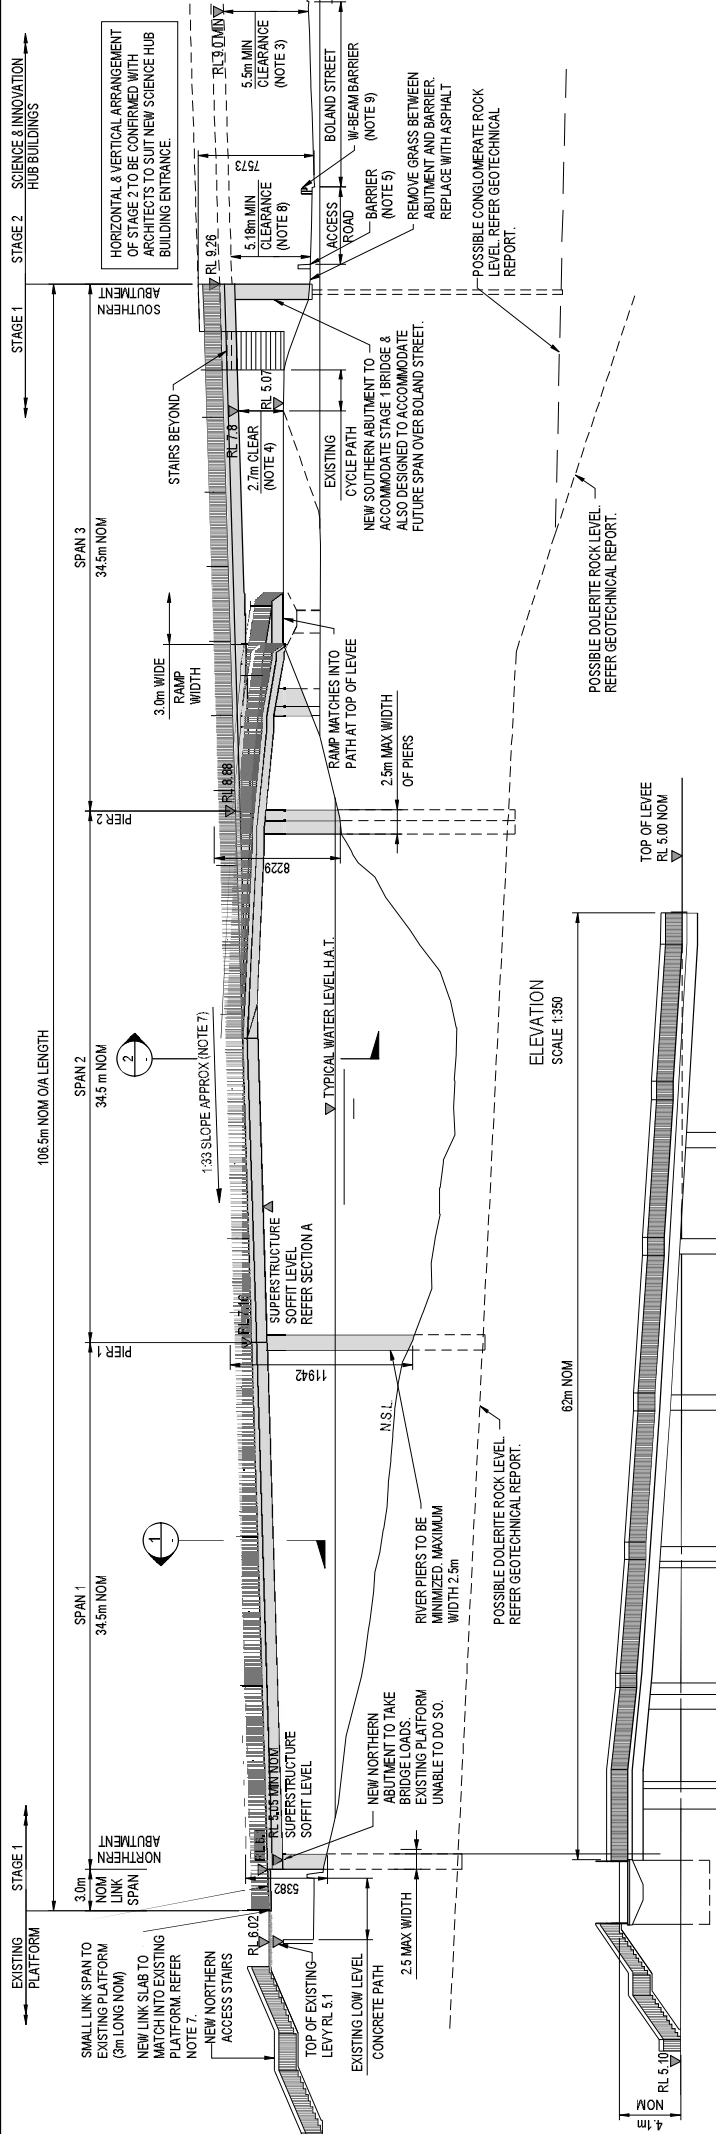 EXISTING
PLATFORM
STAGE 1
STAGE 1
STAGE 2
SCIENCE & INNOVATION
HUB BUILDINGS
106.5m NOM O/A LENGTH
3.0m
NOM
LINK
SPAN
NORTHERN
ABUTMENT
SPAN 1
34.5m NOM
PIER 1
SPAN 2
34.5 m NOM
PIER 2
SPAN 3
34.5m NOM
SOUTHERN
ABUTMENT
HORIZONTAL & VERTICAL ARRANGEMENT
OF STAGE 2 TO BE CONFIRMED WITH
ARCHITECTS TO SUIT NEW SCIENCE HUB
BUILDING ENTRANCE.
SMALL LINK SPAN TO
EXISTING PLATFORM
(3m LONG NOM)
NEW LINK SLAB TO
MATCH INTO EXISTING
PLATFORM. REFER
NOTE 7.
NEW NORTHERN
ACCESS STAIRS
RL 6.02
TOP OF EXISTING
LEVY RL 5.1
EXISTING LOW LEVEL
CONCRETE PATH
2.5 MAX WIDTH
5382
RL 5.05 MIN NOM
SUPERSTRUCTURE
SOFFIT LEVEL
NEW NORTHERN
ABUTMENT TO TAKE
BRIDGE LOADS.
EXISTING PLATFORM
UNABLE TO DO SO.
1
RIVER PIERS TO BE
MINIMIZED. MAXIMUM
WIDTH 2.5m
N.S.L.
11942
RL 7.16
SUPERSTRUCTURE
SOFFIT LEVEL
REFER SECTION A
1:33 SLOPE APPROX (NOTE 7)
2
TYPICAL WATER LEVEL H.A.T.
8229
RL 8.88
2.5m MAX WIDTH
OF PIERS
3.0m WIDE
RAMP
WIDTH
RAMP MATCHES INTO
PATH AT TOP OF LEVEE
STAIRS BEYOND
RL 7.8
2.7m CLEAR
(NOTE 4)
RL 5.07
EXISTING
CYCLE PATH
RL 9.26
NEW SOUTHERN ABUTMENT TO
ACCOMMODATE STAGE 1 BRIDGE &
ALSO DESIGNED TO ACCOMMODATE
FUTURE SPAN OVER BOLAND STREET.
7573
5.18m MIN
CLEARANCE
(NOTE 8)
RL 9.0 MIN
5.5m MIN
CLEARANCE
(NOTE 3)
ACCESS
ROAD
BOLAND STREET
BARRIER
(NOTE 5)
W-BEAM BARRIER
(NOTE 9)
REMOVE GRASS BETWEEN
ABUTMENT AND BARRIER.
REPLACE WITH ASPHALT
POSSIBLE CONGLOMERATE ROCK
LEVEL. REFER GEOTECHNICAL
REPORT.
POSSIBLE DOLERITE ROCK LEVEL.
REFER GEOTECHNICAL REPORT.
POSSIBLE DOLERITE ROCK LEVEL.
REFER GEOTECHNICAL REPORT.
ELEVATION
SCALE 1:350
62m NOM
TOP OF LEVEE
RL 5.00 NOM
RL 5.10
4.1m
NOM